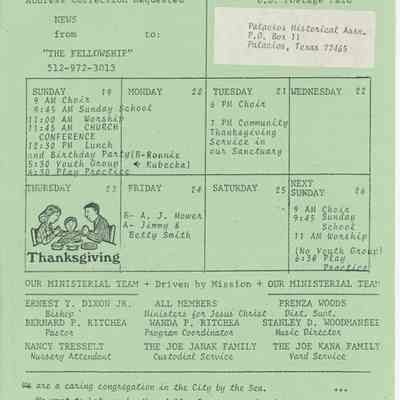 Address Correction Requested
U.S. Postage Paid
NEWS
from to:
"THE FELLOWSHIP"
512-972-3015
Palacios Historical Assn.
P.O. Box 11
Palacios, Texas 77465
SUNDAY 19
9 AM Choir
9:45 AM Sunday School
11:00 AM Worship
11:45 AM CHURCH
CONFERENCE
12:30 PM Lunch
and Birthday Party(B-Ronnie
5:30 Youth Group & Kubecka)
6:30 Play Practice
MONDAY 20
TUESDAY 21
6 PM Choir
7 PM Community
Thanksgiving
Service in
our Sanctuary
WEDNESDAY 22
THURSDAY 23
Thanksgiving
FRIDAY 24
B- A. J. Mower
A- Jimmy &
Betty Smith
SATURDAY 25
NEXT
SUNDAY 26
9 AM Choir
9:45 Sunday
School
11 AM Worship
(No Youth Group)
6:30 Play
Practice
OUR MINISTERIAL TEAM + Driven by Mission + OUR MINISTERIAL TEAM
ERNEST Y. DIXON JR. ALL MEMBERS PRENZA WOODS
Bishop Ministers for Jesus Christ Dist. Supt.
BERNARD P. RITCHEA WANDA P. RITCHEA STANLEY D. WOODMANSEE
Pastor Program Coordinator Music Director
NANCY TRESSELT THE JOE JANAK FAMILY THE JOE KANA FAMILY
Nursery Attendant Custodial Service Yard Service
We are a caring congregation in the City by the Sea. ...